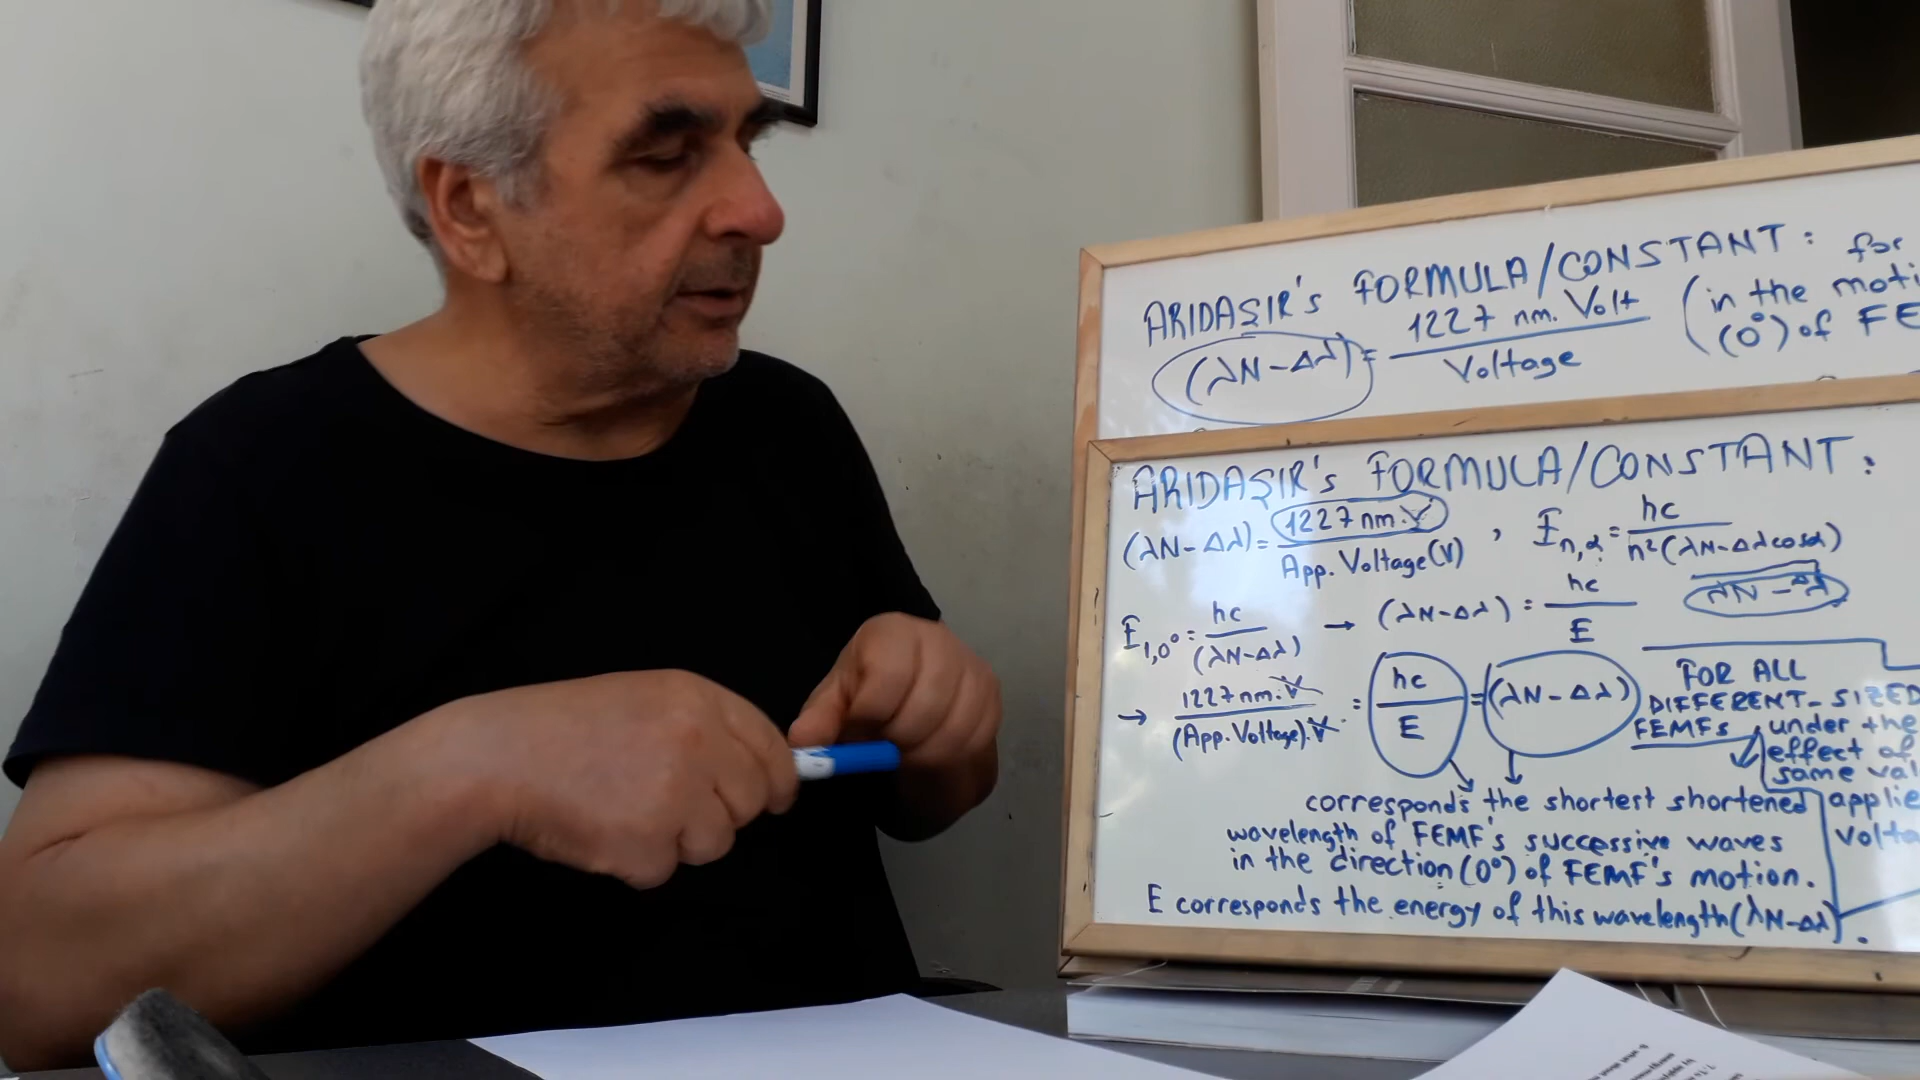 ARIDAŞIR's FORMULA/CONSTANT: for
(λN-Δλ) = 1227 nm. Volt / Voltage (in the moti
(0°) of FE
ARIDAŞIR's FORMULA/CONSTANT:
(λN-Δλ) = 1227 nm.V / App. Voltage(V) , En,α = hc / n²(λN-Δλcosα)
λN-Δλ
E1,0° = hc / (λN-Δλ) → (λN-Δλ) = hc / E
→ 1227 nm.V / (App. Voltage).V = hc / E = (λN-Δλ)
FOR ALL
DIFFERENT-SIZED
FEMFs, under the
effect of
same val
applie
volta
corresponds the shortest shortened
wavelength of FEMF's successive waves
in the direction (0°) of FEMF's motion.
E corresponds the energy of this wavelength(λN-Δλ).